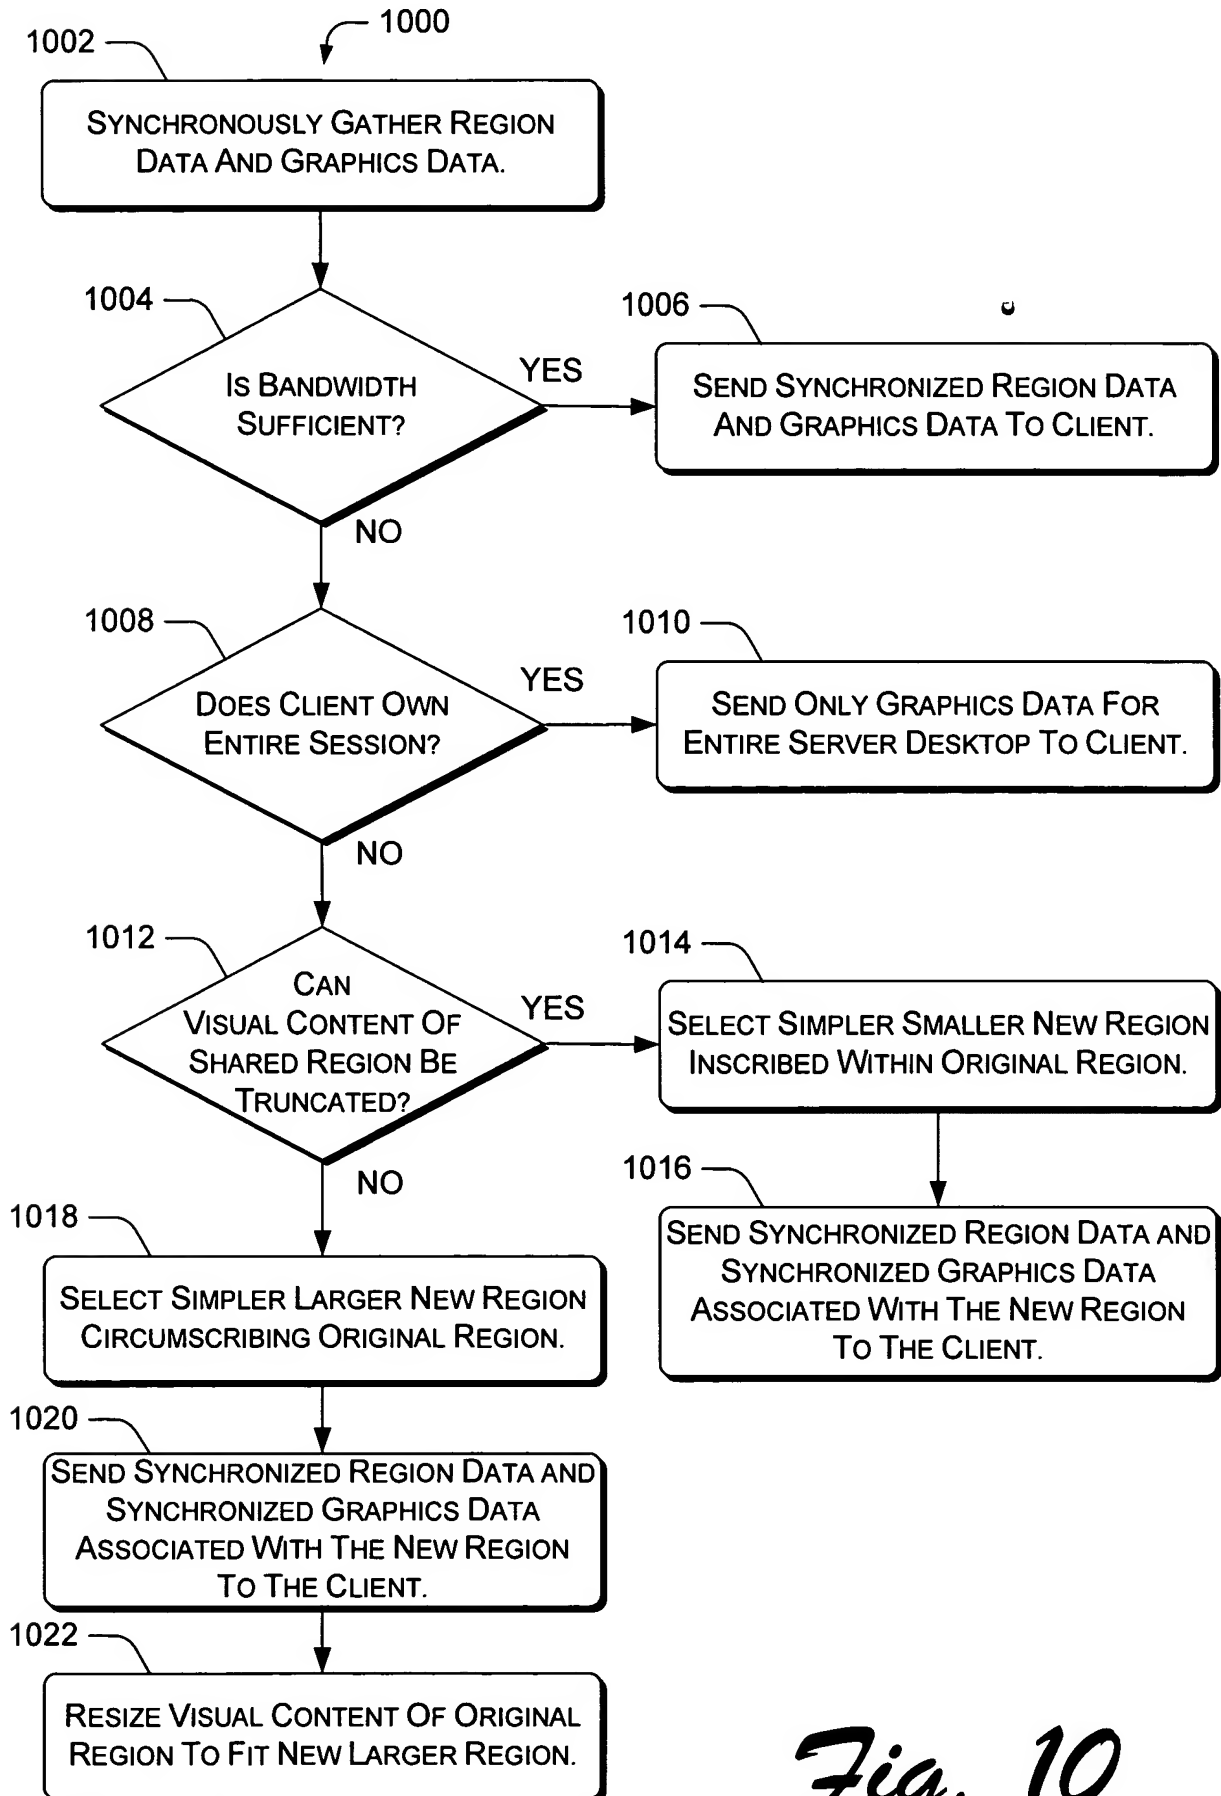 1000
1002
SYNCHRONOUSLY GATHER REGION
DATA AND GRAPHICS DATA.
1004
IS BANDWIDTH
SUFFICIENT?
YES
NO
1006
SEND SYNCHRONIZED REGION DATA
AND GRAPHICS DATA TO CLIENT.
1008
DOES CLIENT OWN
ENTIRE SESSION?
YES
NO
1010
SEND ONLY GRAPHICS DATA FOR
ENTIRE SERVER DESKTOP TO CLIENT.
1012
CAN
VISUAL CONTENT OF
SHARED REGION BE
TRUNCATED?
YES
NO
1014
SELECT SIMPLER SMALLER NEW REGION
INSCRIBED WITHIN ORIGINAL REGION.
1016
SEND SYNCHRONIZED REGION DATA AND
SYNCHRONIZED GRAPHICS DATA
ASSOCIATED WITH THE NEW REGION
TO THE CLIENT.
1018
SELECT SIMPLER LARGER NEW REGION
CIRCUMSCRIBING ORIGINAL REGION.
1020
SEND SYNCHRONIZED REGION DATA AND
SYNCHRONIZED GRAPHICS DATA
ASSOCIATED WITH THE NEW REGION
TO THE CLIENT.
1022
RESIZE VISUAL CONTENT OF ORIGINAL
REGION TO FIT NEW LARGER REGION.
Fig. 10